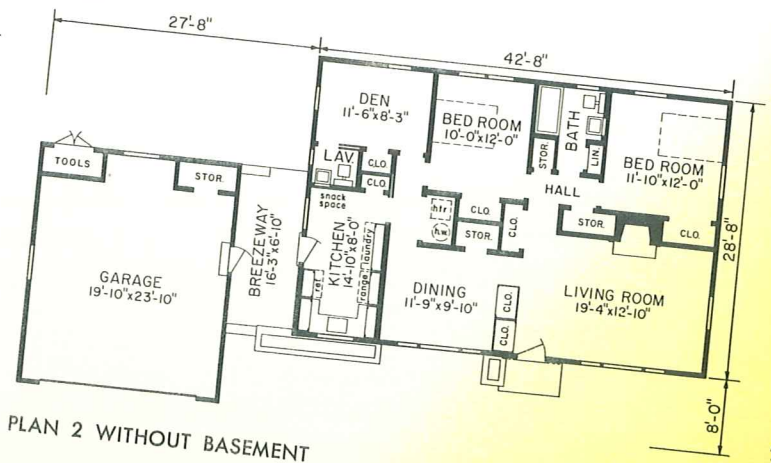 27'-8"
42'-8"
DEN
11'-6"x8'-3"
BED ROOM
10'-0"x12'-0"
BATH
LIN.
STOR.
BED ROOM
11'-10"x12'-0"
TOOLS
STOR.
LAV.
CLO.
CLO.
snack
space
HALL
htr
h.w.
CLO.
STOR.
CLO.
STOR.
CLO.
28'-8"
BREEZEWAY
16'-3"x6'-10"
KITCHEN
14'-10"x8'-0"
laundry
range
ref.
GARAGE
19'-10"x23'-10"
DINING
11'-9"x9'-10"
CLO.
CLO.
LIVING ROOM
19'-4"x12'-10"
8'-0"
PLAN 2 WITHOUT BASEMENT